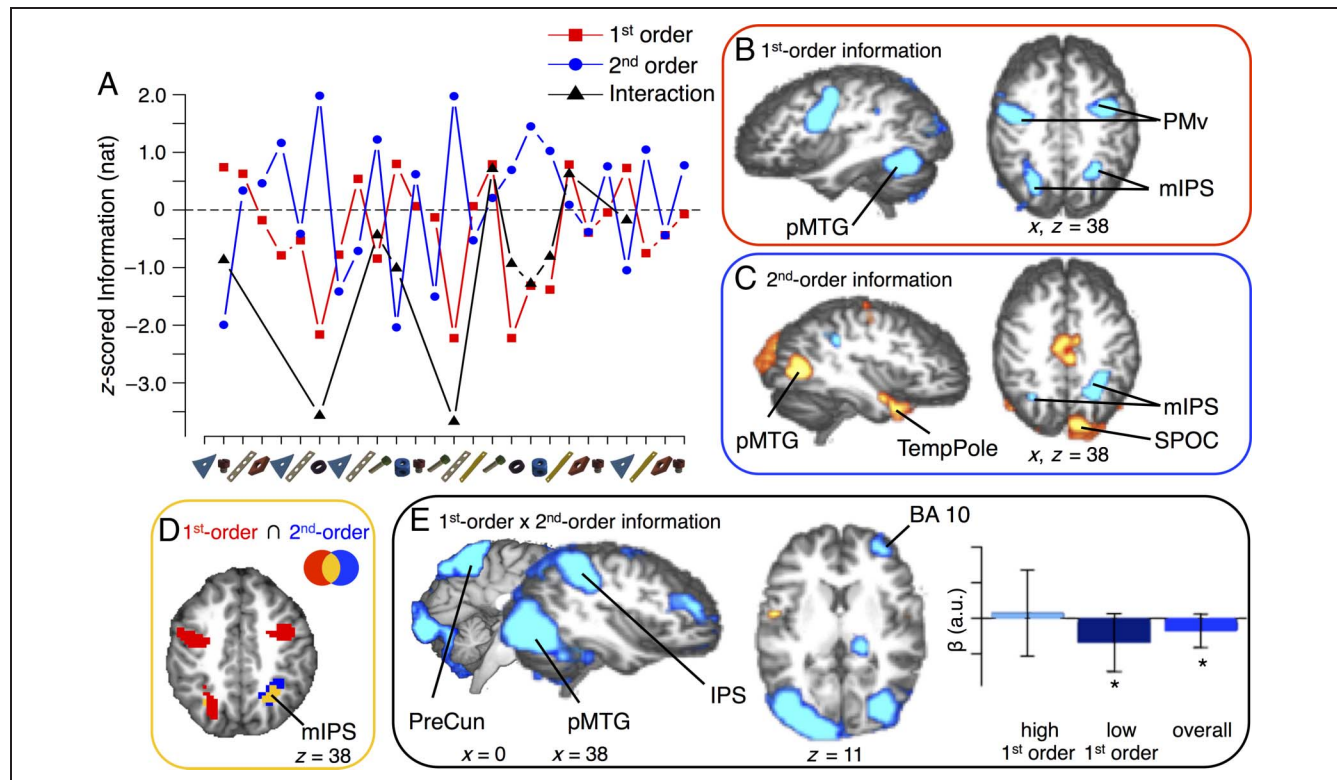 1st order
2nd order
Interaction
A
2.0
1.0
0
−1.0
−2.0
−3.0
z-scored Information (nat)
B 1st-order information
PMv
mIPS
pMTG
x, z = 38
C 2nd-order information
mIPS
SPOC
pMTG
TempPole
x, z = 38
D 1st-order ∩ 2nd-order
mIPS
z = 38
E 1st-order x 2nd-order information
BA 10
IPS
PreCun
pMTG
x = 0
x = 38
z = 11
β (a.u.)
* *
high low overall
1st order 1st order